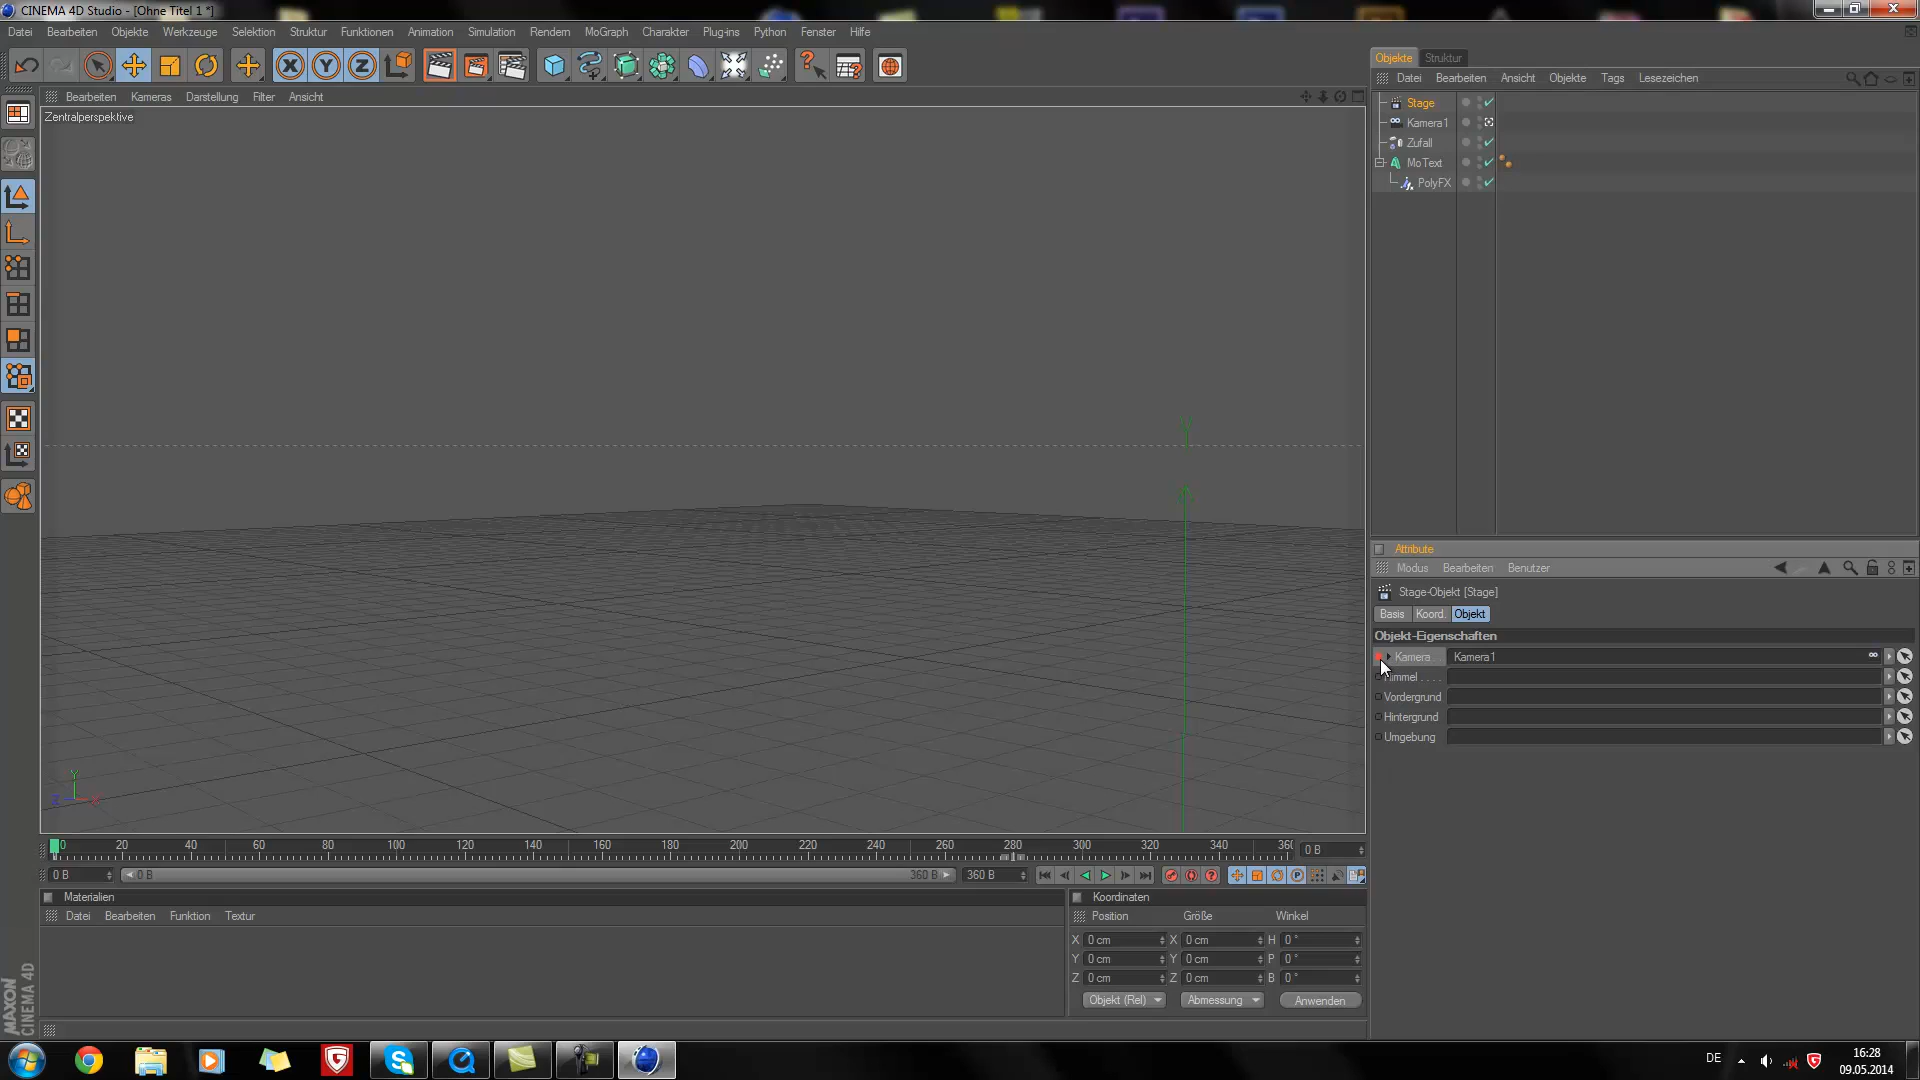 CINEMA 4D Studio - [Ohne Titel 1 *]
Datei Bearbeiten Objekte Werkzeuge Selektion Struktur Funktionen Animation Simulation Rendern MoGraph Charakter Plug-ins Python Fenster Hilfe
Bearbeiten Kameras Darstellung Filter Ansicht
Zentralperspektive
Y
Y
Z X
0 20 40 60 80 100 120 140 160 180 200 220 240 260 280 300 320 340 360 0 B
0 B 0 B 360 B 360 B
Materialien
Datei Bearbeiten Funktion Textur
Koordinaten
Position Größe Winkel
X 0 cm X 0 cm H 0 °
Y 0 cm Y 0 cm P 0 °
Z 0 cm Z 0 cm B 0 °
Objekt (Rel) Abmessung Anwenden
MAXON
CINEMA 4D
Objekte Struktur
Datei Bearbeiten Ansicht Objekte Tags Lesezeichen
Stage
Kamera1
Zufall
MoText
PolyFX
Attribute
Modus Bearbeiten Benutzer
Stage-Objekt [Stage]
Basis Koord. Objekt
Objekt-Eigenschaften
Kamera . . Kamera1
Himmel . . . .
Vordergrund
Hintergrund
Umgebung
DE
16:28
09.05.2014